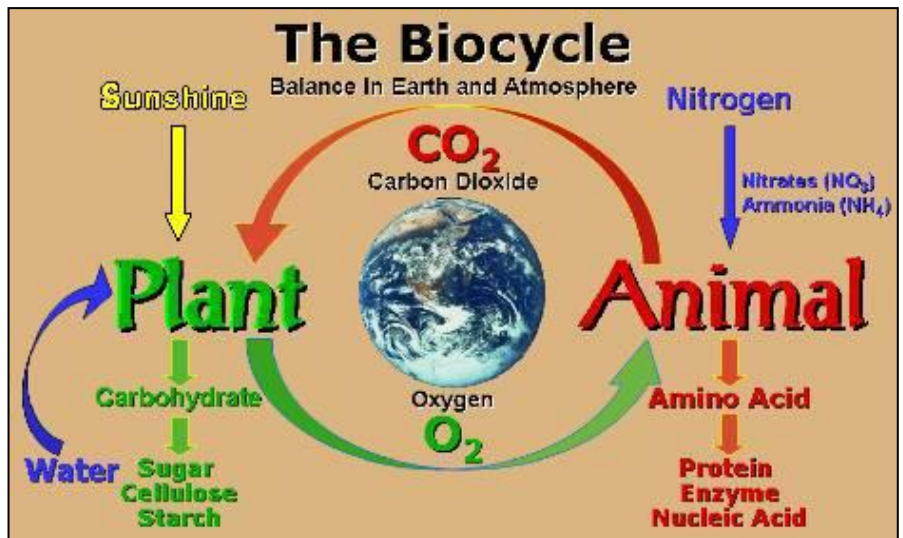 The Biocycle
Balance In Earth and Atmosphere
Sunshine
Nitrogen
CO₂
Carbon Dioxide
Nitrates (NO₃)
Ammonia (NH₄)
Plant
Animal
Carbohydrate
Oxygen
O₂
Amino Acid
Water
Sugar
Cellulose
Starch
Protein
Enzyme
Nucleic Acid